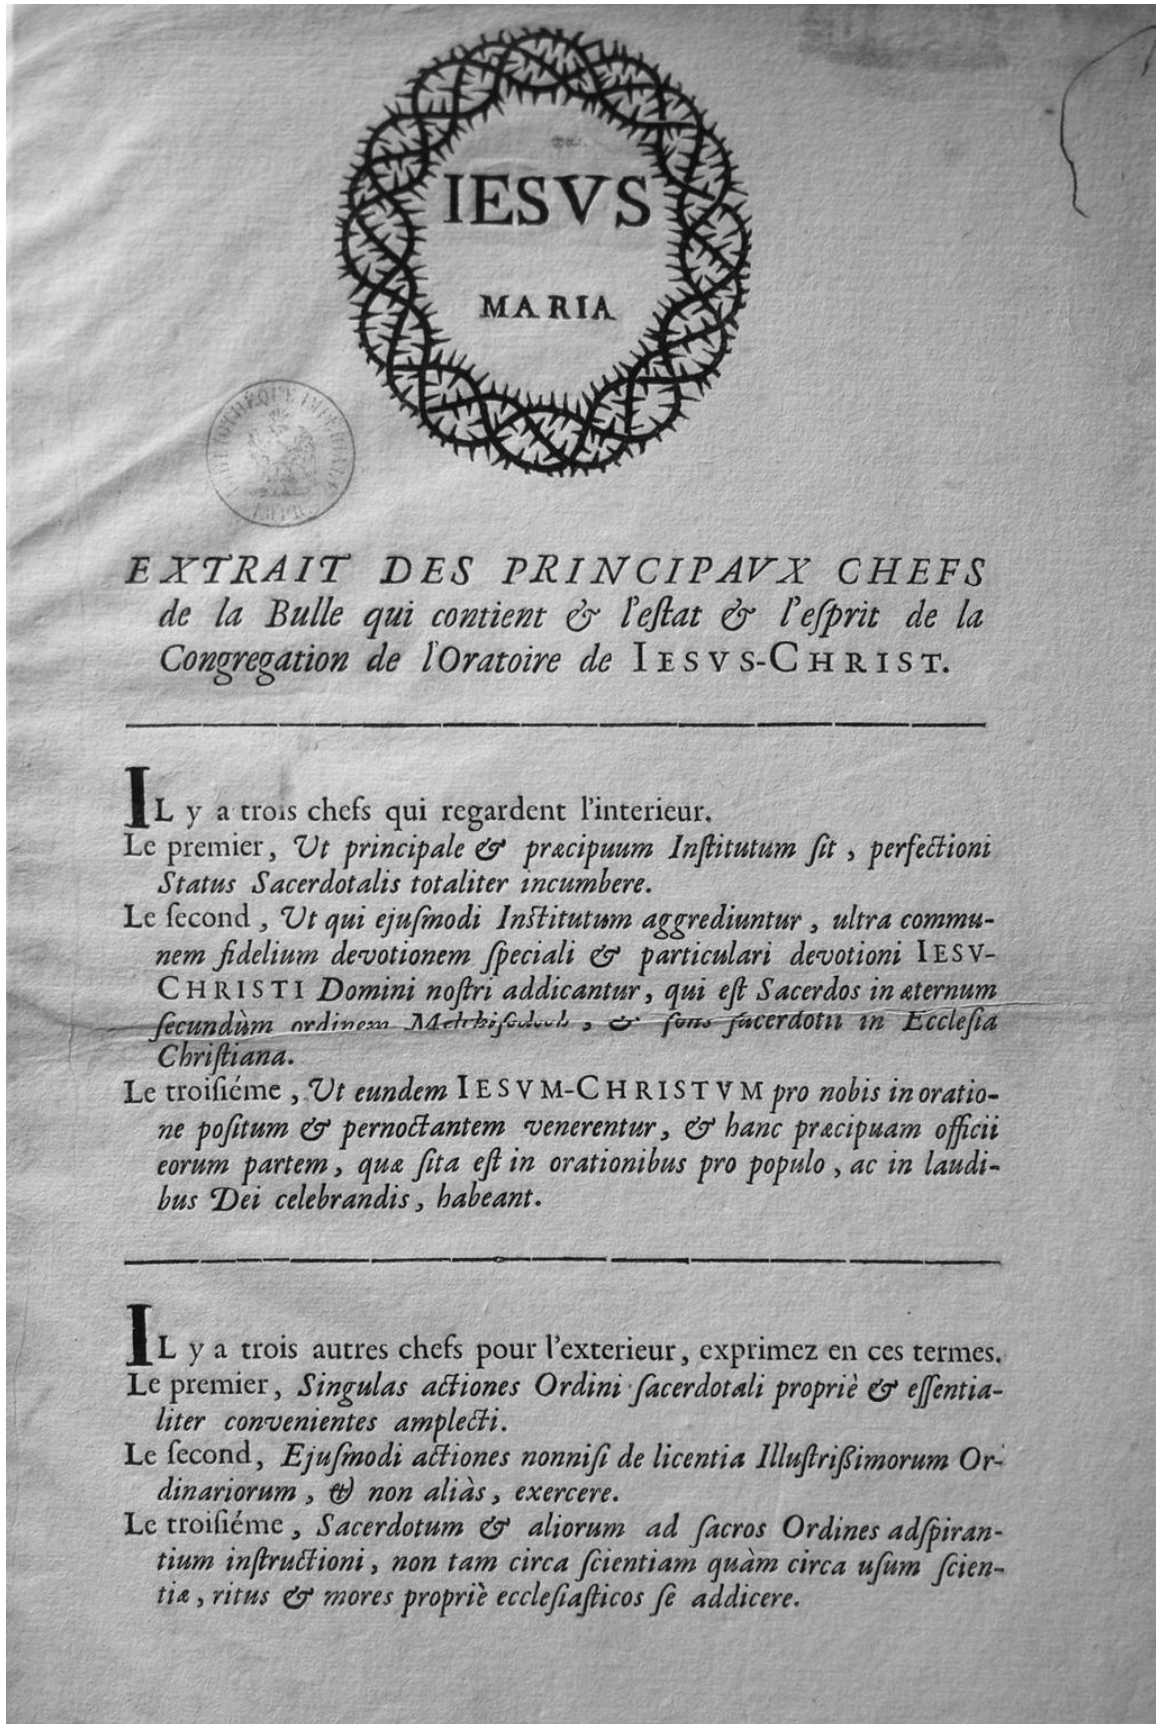 IESVS
MARIA
EXTRAIT DES PRINCIPAVX CHEFS
de la Bulle qui contient & l'eſtat & l'eſprit de la
Congregation de l'Oratoire de IESVS-CHRIST.
IL y a trois chefs qui regardent l'interieur.
Le premier, Ut principale & præcipuum Inſtitutum ſit, perfectioni
Status Sacerdotalis totaliter incumbere.
Le ſecond, Ut qui ejuſmodi Inſtitutum aggrediuntur, ultra commu-
nem fidelium devotionem ſpeciali & particulari devotioni IESV-
CHRISTI Domini noſtri addicantur, qui eſt Sacerdos in æternum
ſecundùm ordinem Melchiſedech, & fons ſacerdotii in Eccleſia
Chriſtiana.
Le troiſiéme, Ut eundem IESVM-CHRISTVM pro nobis in oratio-
ne poſitum & pernoctantem venerentur, & hanc præcipuam officii
eorum partem, quæ ſita eſt in orationibus pro populo, ac in laudi-
bus Dei celebrandis, habeant.
IL y a trois autres chefs pour l'exterieur, exprimez en ces termes.
Le premier, Singulas actiones Ordini ſacerdotali propriè & eſſentia-
liter convenientes amplecti.
Le ſecond, Ejuſmodi actiones nonniſi de licentia Illuſtriſſimorum Or-
dinariorum, & non aliàs, exercere.
Le troiſiéme, Sacerdotum & aliorum ad ſacros Ordines adſpiran-
tium inſtructioni, non tam circa ſcientiam quàm circa uſum ſcien-
tiæ, ritus & mores propriè eccleſiaſticos ſe addicere.